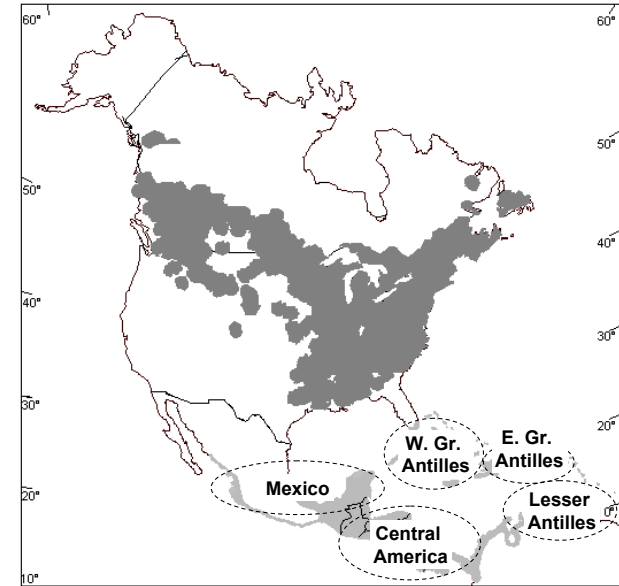 60°
60°
50°
50°
40°
40°
30°
30°
20°
W. Gr.
Antilles
E. Gr.
Antilles
Mexico
20°
Lesser
Antilles
0°
Central
America
10°